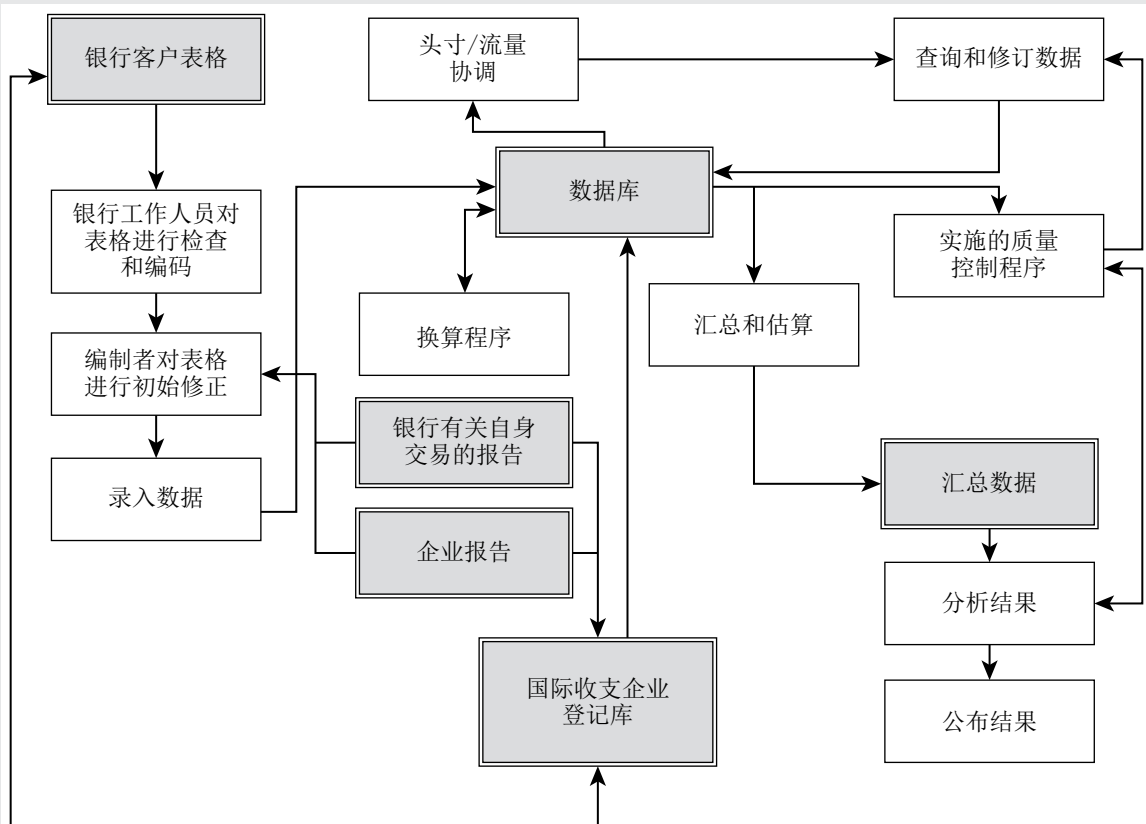 银行客户表格
头寸/流量
协调
查询和修订数据
数据库
银行工作人员对
表格进行检查
和编码
实施的质量
控制程序
换算程序
汇总和估算
编制者对表格
进行初始修正
银行有关自身
交易的报告
录入数据
汇总数据
企业报告
分析结果
国际收支企业
登记库
公布结果